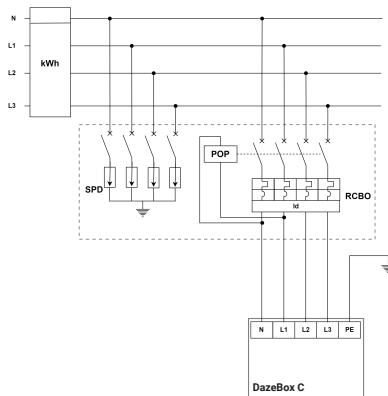 N
L1
kWh
L2
L3
POP
SPD
RCBO
Id
N L1 L2 L3 PE
DazeBox C